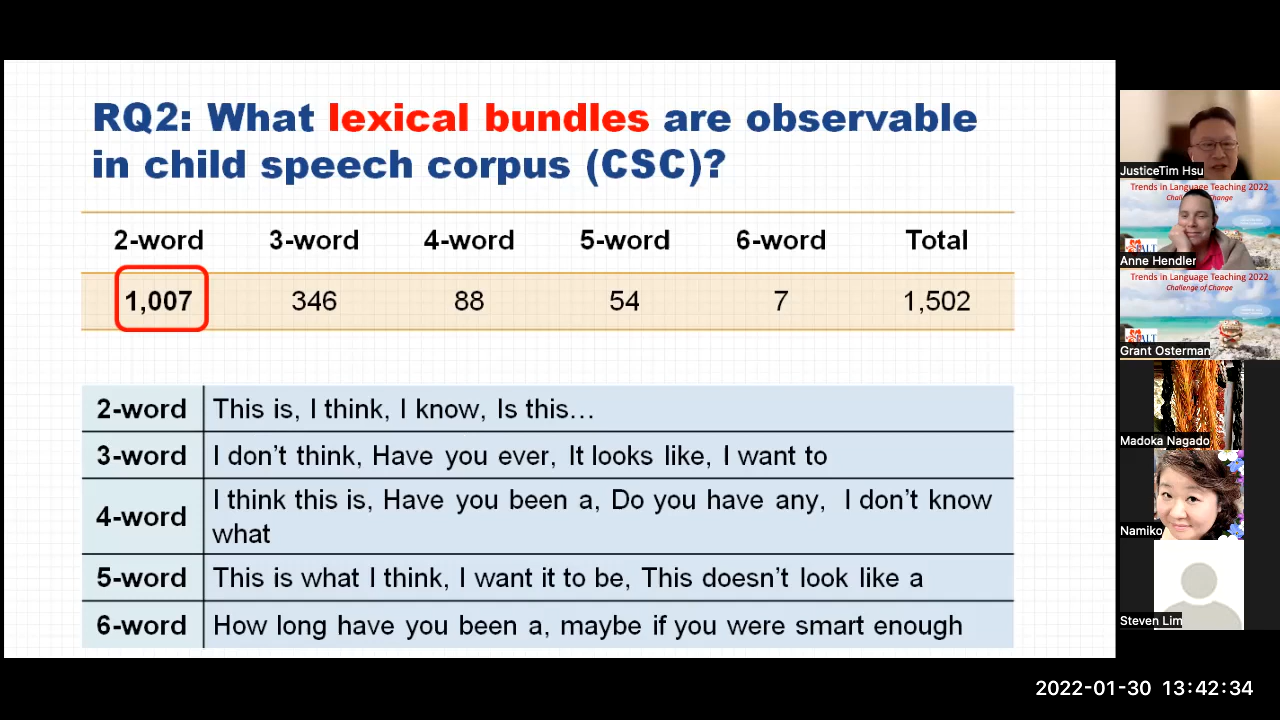 RQ2: What lexical bundles are observable
in child speech corpus (CSC)?
2-word 3-word 4-word 5-word 6-word Total
1,007 346 88 54 7 1,502
2-word This is, I think, I know, Is this…
3-word I don't think, Have you ever, It looks like, I want to
4-word I think this is, Have you been a, Do you have any, I don't know
what
5-word This is what I think, I want it to be, This doesn't look like a
6-word How long have you been a, maybe if you were smart enough
JusticeTim Hsu
Trends in Language Teaching 2022
Anne Hendler
Trends in Language Teaching 2022
Challenge of Change
Grant Osterman
Madoka Nagado
Namiko
Steven Lim
2022-01-30 13:42:34